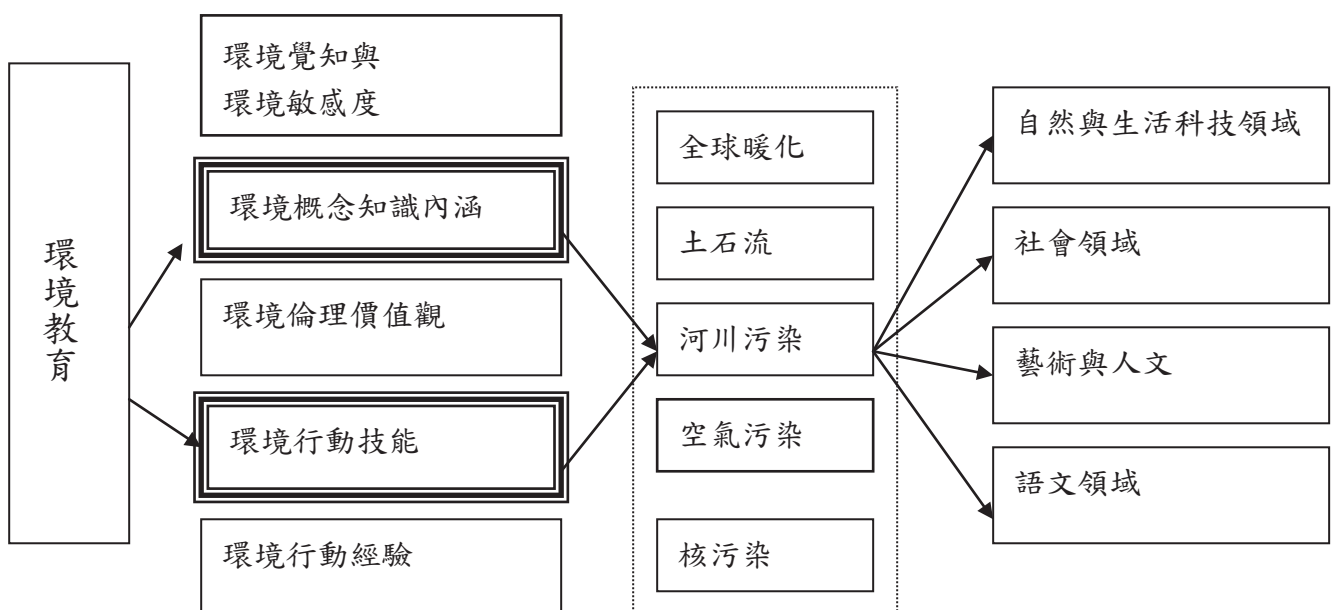 環境教育
環境覺知與
環境敏感度
環境概念知識內涵
環境倫理價值觀
環境行動技能
環境行動經驗
全球暖化
土石流
河川污染
空氣污染
核污染
自然與生活科技領域
社會領域
藝術與人文
語文領域